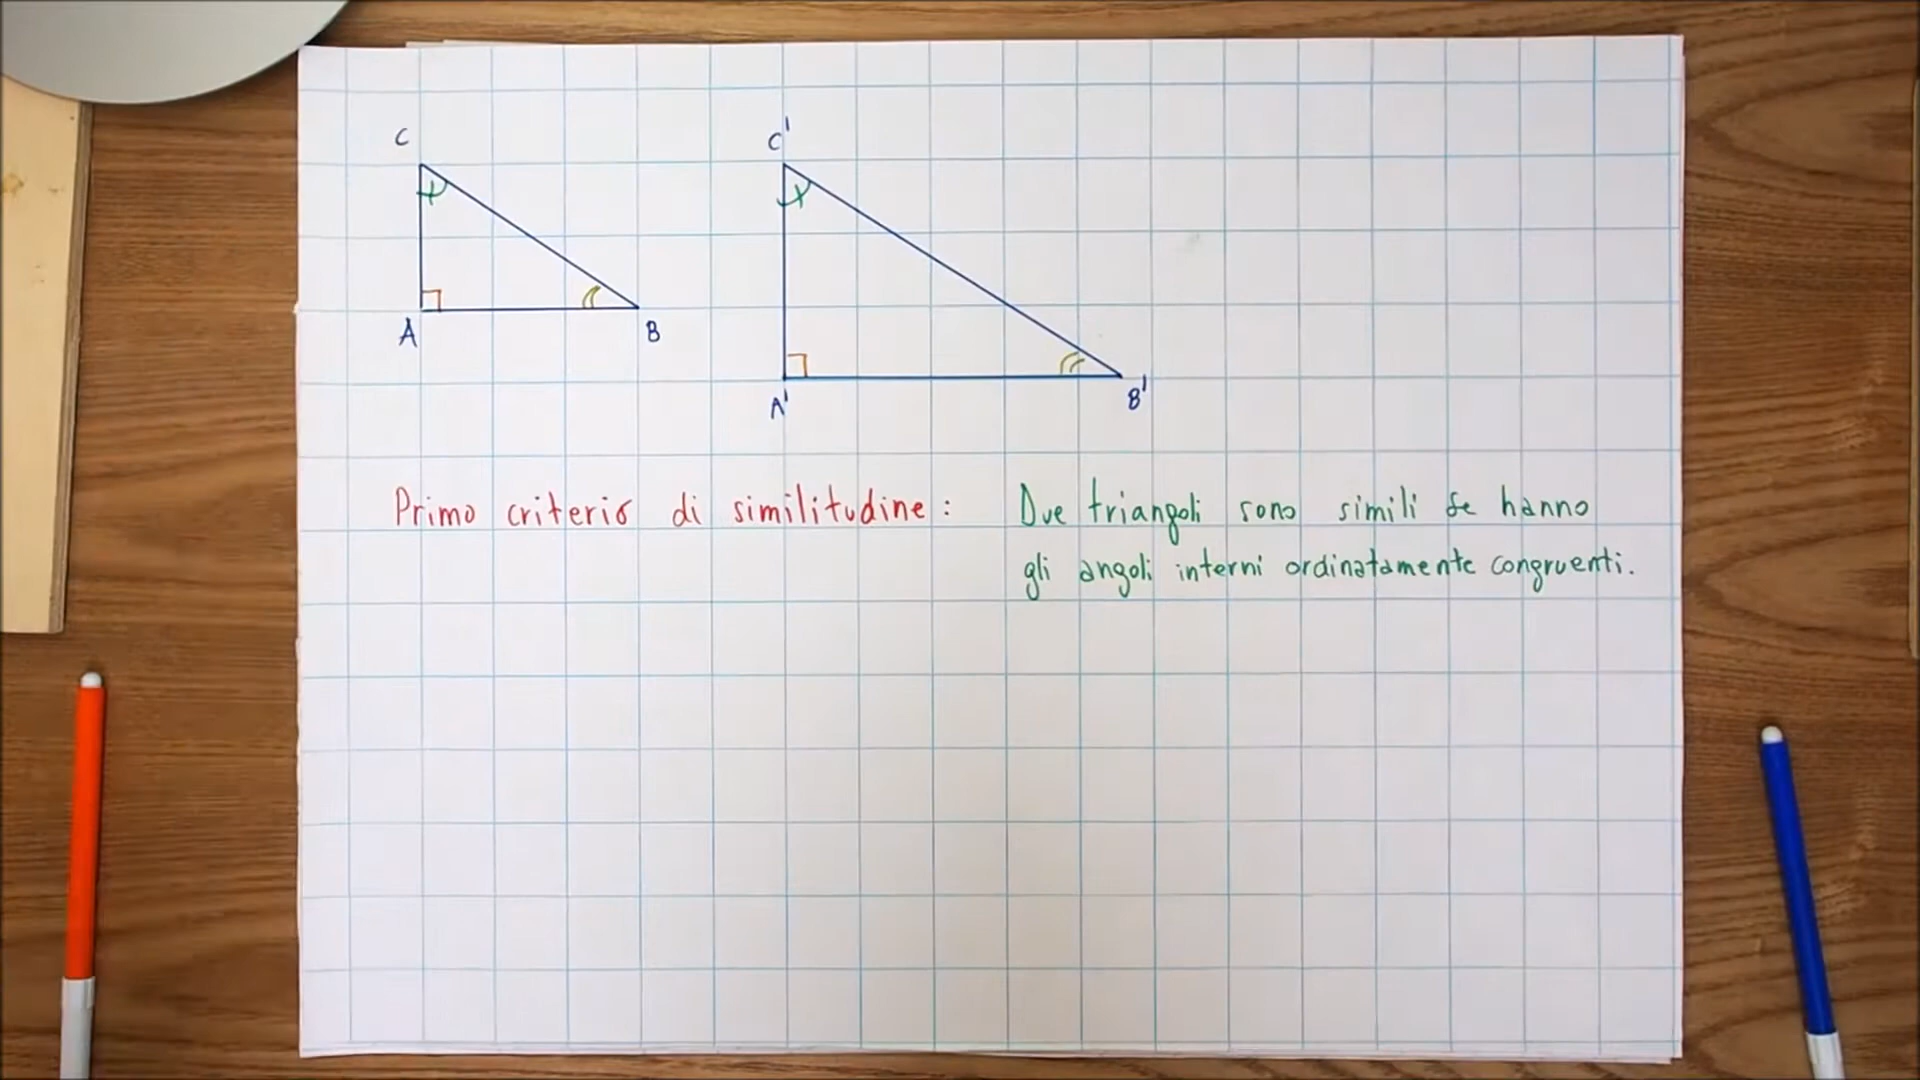 C
C'
A
B
A'
B'
Primo criterio di similitudine: Due triangoli sono simili se hanno
gli angoli interni ordinatamente congruenti.